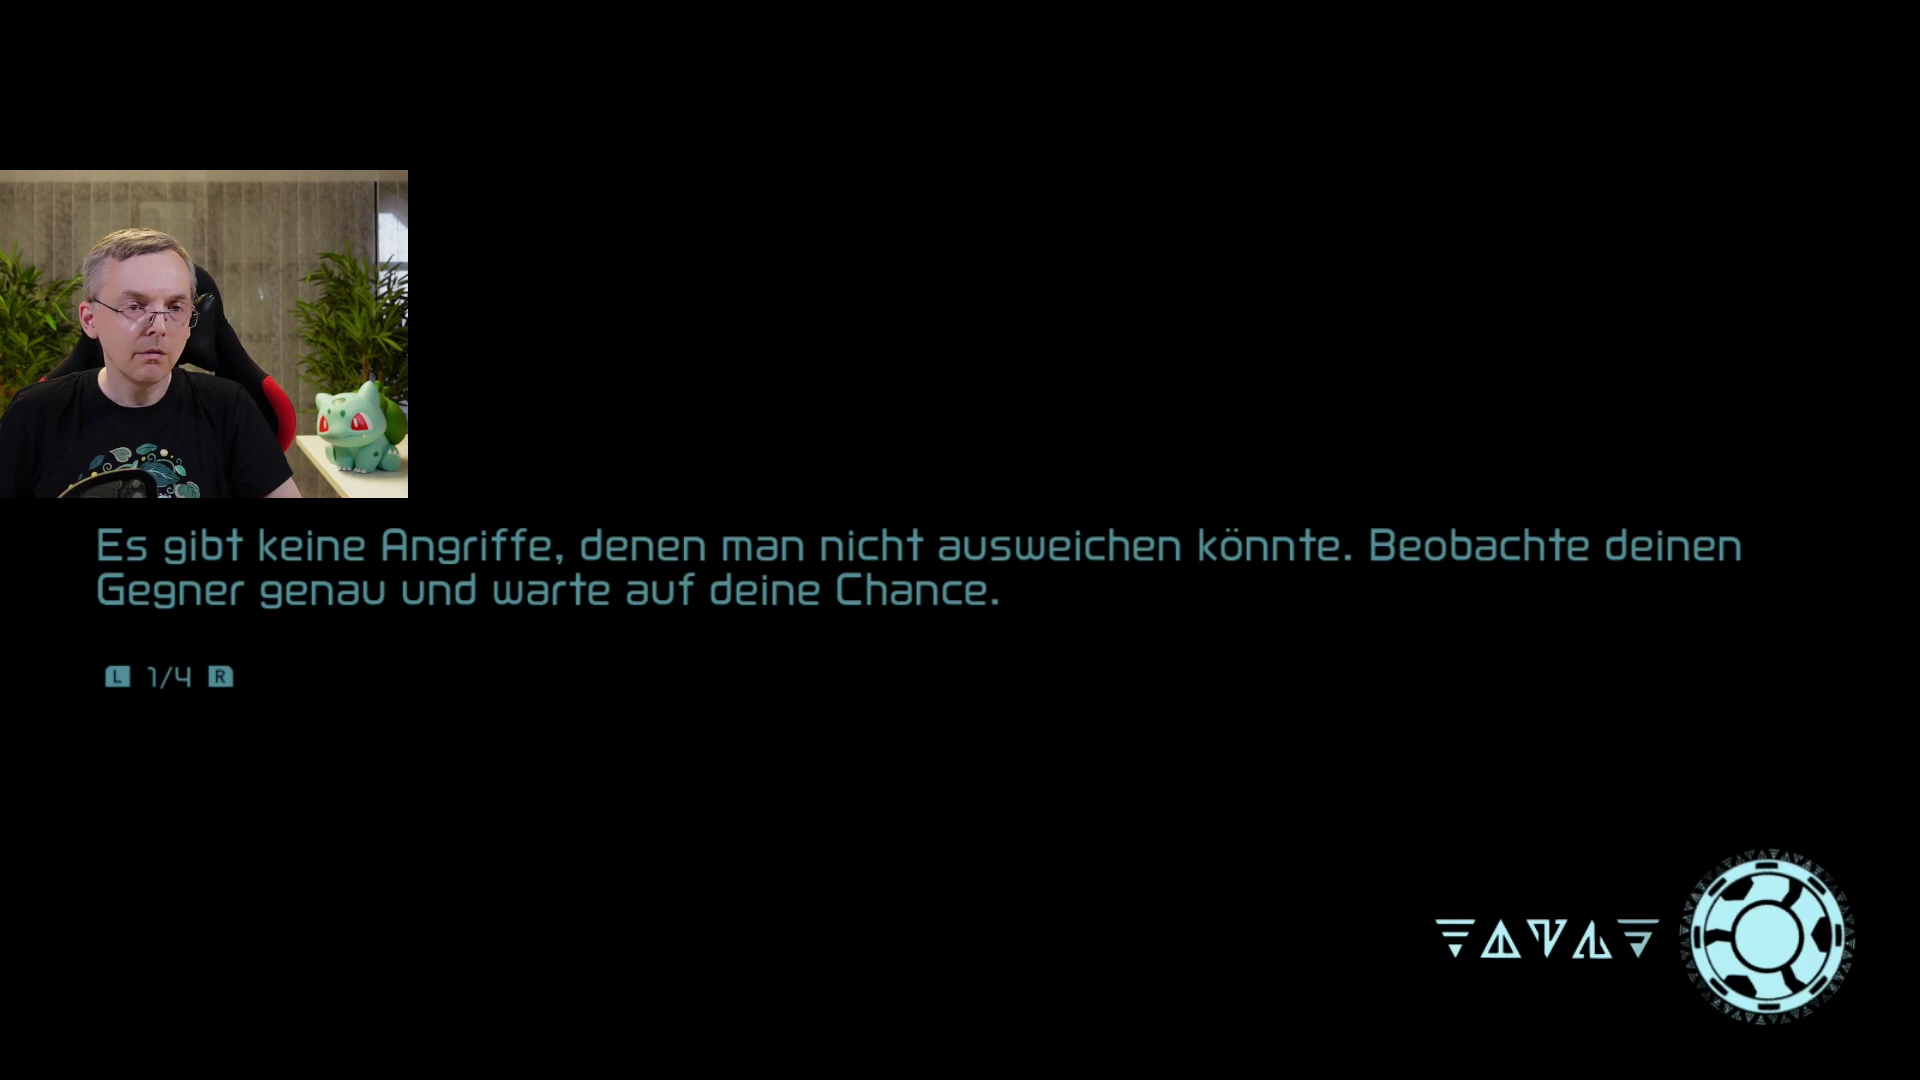 Es gibt keine Angriffe, denen man nicht ausweichen könnte. Beobachte deinen
Gegner genau und warte auf deine Chance.
L 1/4 R